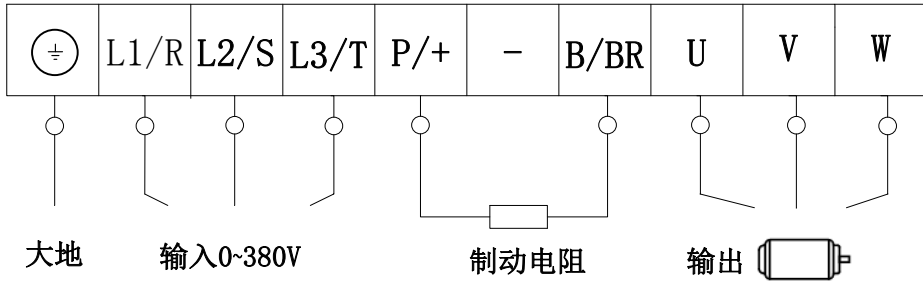 L1/R L2/S L3/T P/+ - B/BR U V W
大地 输入0~380V 制动电阻 输出